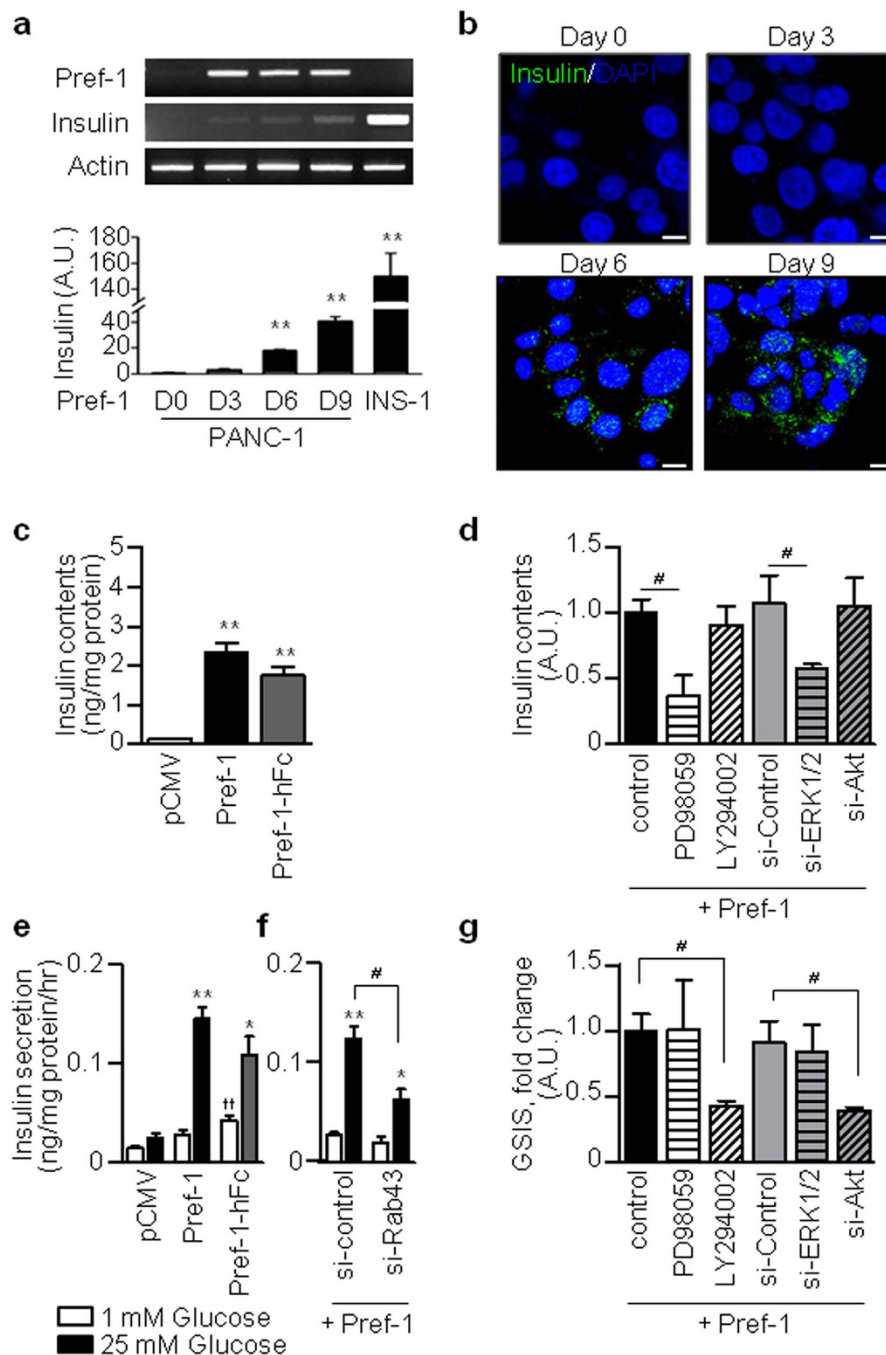 a
Pref-1
Insulin
Actin
Insulin (A.U.)
180
160
140
40
20
0
**
**
**
Pref-1 D0 D3 D6 D9 INS-1
PANC-1
b
Day 0 Day 3
Insulin/DAPI
Day 6 Day 9
c
Insulin contents
(ng/mg protein)
5
4
3
2
1
0
**
**
pCMV
Pref-1
Pref-1-hFc
d
Insulin contents
(A.U.)
1.5
1.0
0.5
0
#
#
control
PD98059
LY294002
si-Control
si-ERK1/2
si-Akt
+ Pref-1
e
Insulin secretion
(ng/mg protein/hr)
0.2
0.1
0
**
††
*
pCMV
Pref-1
Pref-1-hFc
1 mM Glucose
25 mM Glucose
f
0.2
0.1
0
#
**
*
si-control
si-Rab43
+ Pref-1
g
GSIS, fold change
(A.U.)
1.5
1.0
0.5
0
#
#
control
PD98059
LY294002
si-Control
si-ERK1/2
si-Akt
+ Pref-1